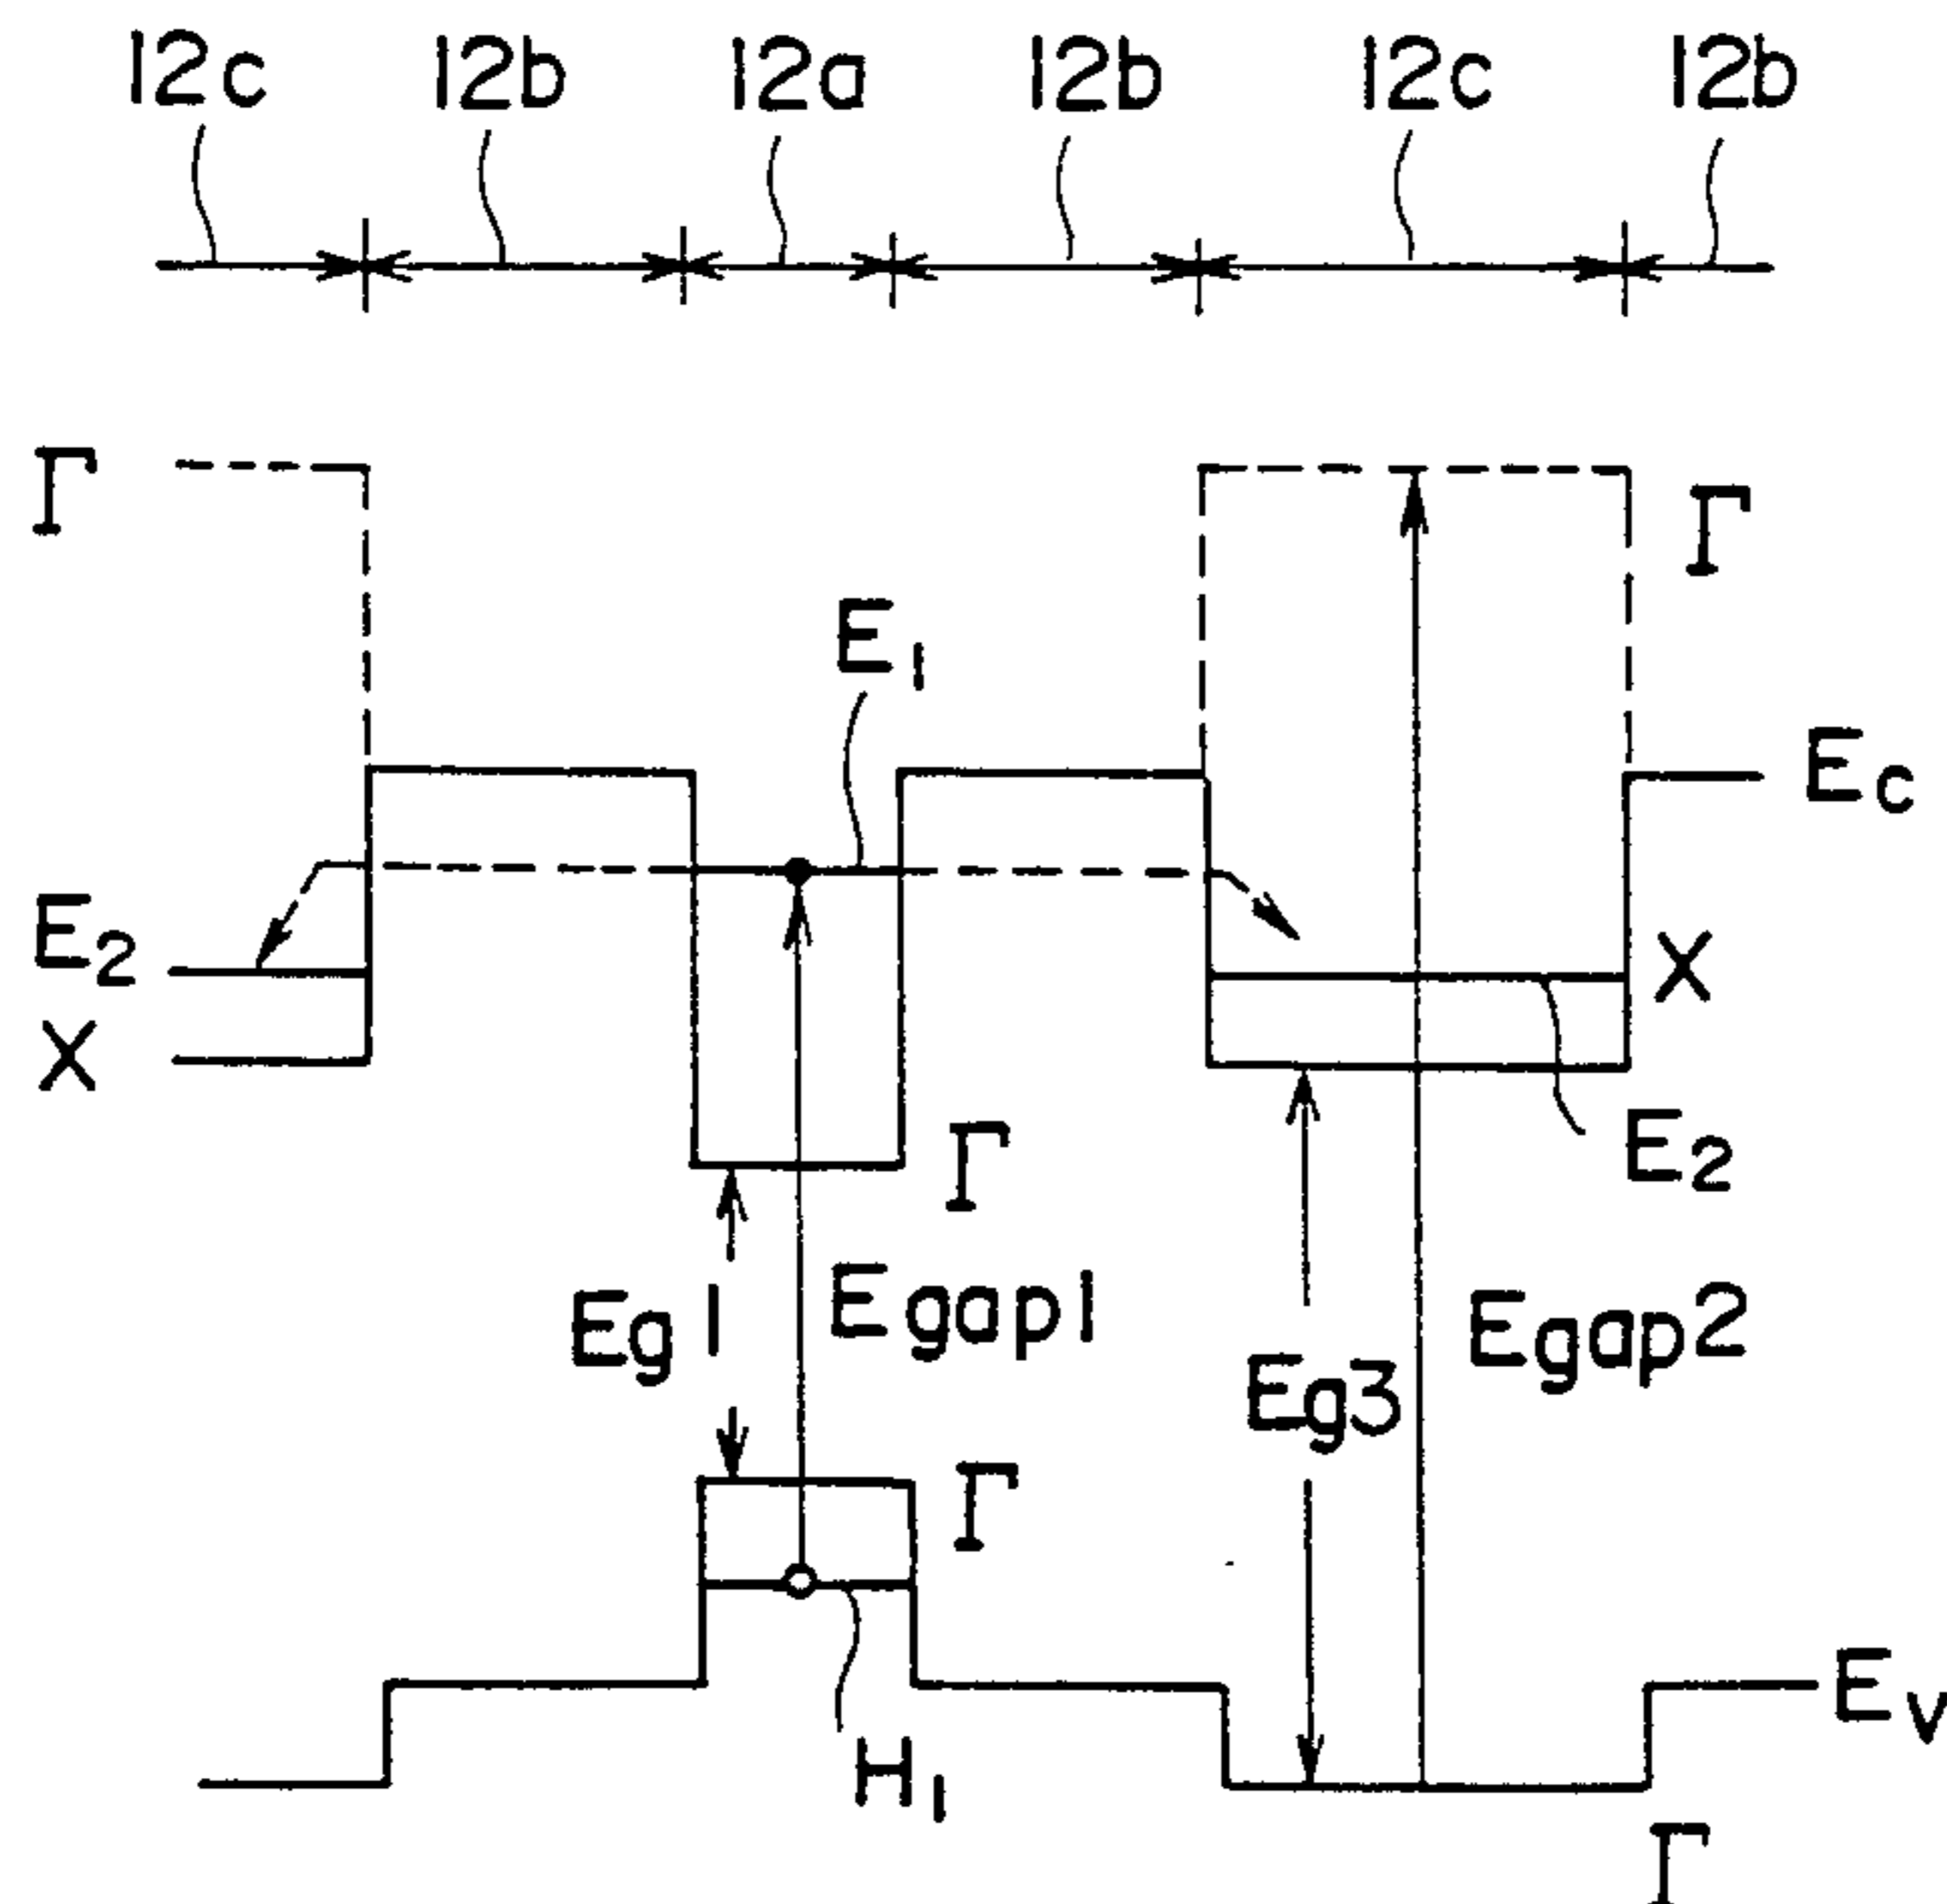 12c 12b 12a 12b 12c 12b
Γ
Γ
E1
Ec
E2
X
X
Γ
E2
Eg1 Egap1 Egap2
Eg3
Γ
Ev
H1
Γ